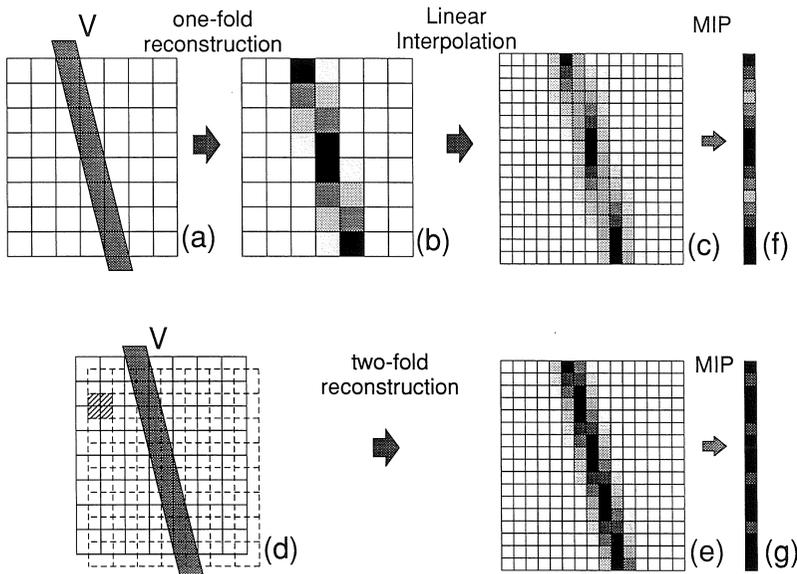 V
one-fold
reconstruction
Linear
Interpolation
MIP
(a)
(b)
(c)
(f)
V
two-fold
reconstruction
MIP
(d)
(e)
(g)